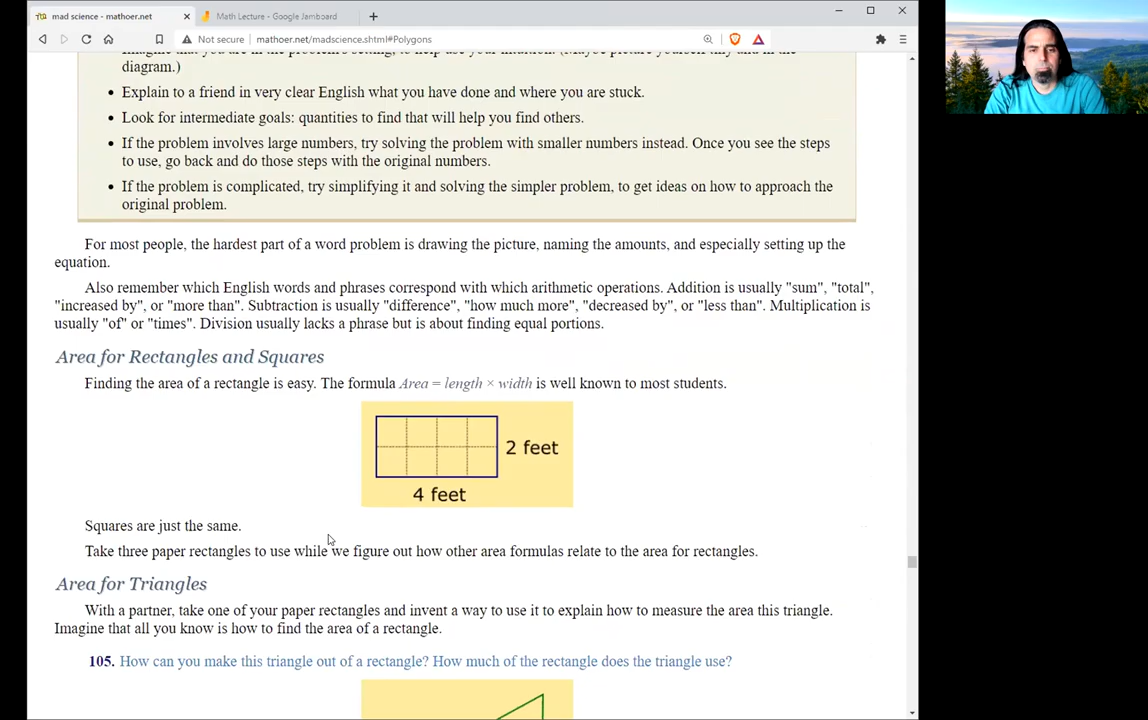 mad science - mathoer.net
Math Lecture - Google Jamboard
Not secure
mathoer.net/madscience.shtml#Polygons
diagram.)
Explain to a friend in very clear English what you have done and where you are stuck.
Look for intermediate goals: quantities to find that will help you find others.
If the problem involves large numbers, try solving the problem with smaller numbers instead. Once you see the steps
to use, go back and do those steps with the original numbers.
If the problem is complicated, try simplifying it and solving the simpler problem, to get ideas on how to approach the
original problem.
For most people, the hardest part of a word problem is drawing the picture, naming the amounts, and especially setting up the
equation.
Also remember which English words and phrases correspond with which arithmetic operations. Addition is usually "sum", "total",
"increased by", or "more than". Subtraction is usually "difference", "how much more", "decreased by", or "less than". Multiplication is
usually "of" or "times". Division usually lacks a phrase but is about finding equal portions.
Area for Rectangles and Squares
Finding the area of a rectangle is easy. The formula Area = length × width is well known to most students.
2 feet
4 feet
Squares are just the same.
Take three paper rectangles to use while we figure out how other area formulas relate to the area for rectangles.
Area for Triangles
With a partner, take one of your paper rectangles and invent a way to use it to explain how to measure the area this triangle.
Imagine that all you know is how to find the area of a rectangle.
105. How can you make this triangle out of a rectangle? How much of the rectangle does the triangle use?